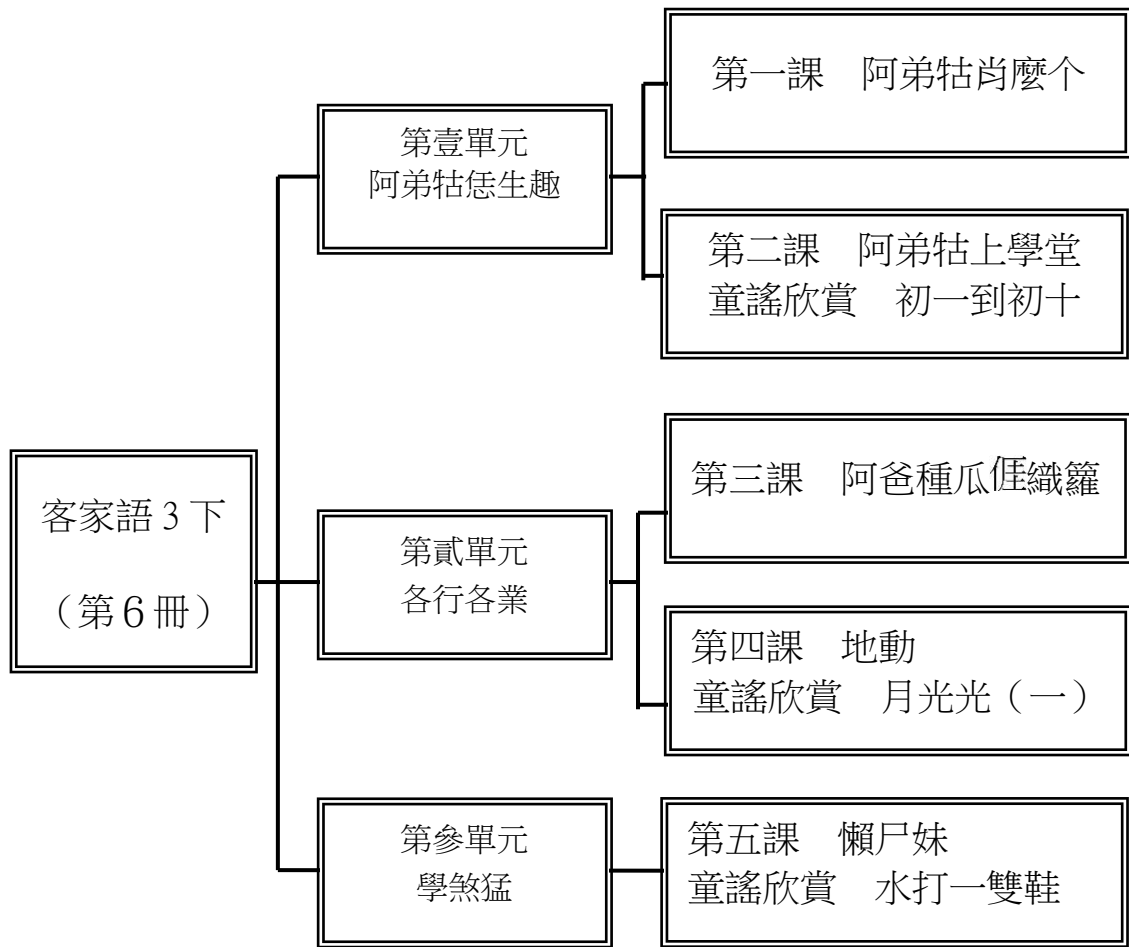 客家語3下
（第6冊）
第壹單元
阿弟牯恁生趣
第一課　阿弟牯肖麼个
第二課　阿弟牯上學堂
童謠欣賞　初一到初十
第貳單元
各行各業
第三課　阿爸種瓜𠊎織籮
第四課　地動
童謠欣賞　月光光（一）
第參單元
學煞猛
第五課　懶尸妹
童謠欣賞　水打一雙鞋